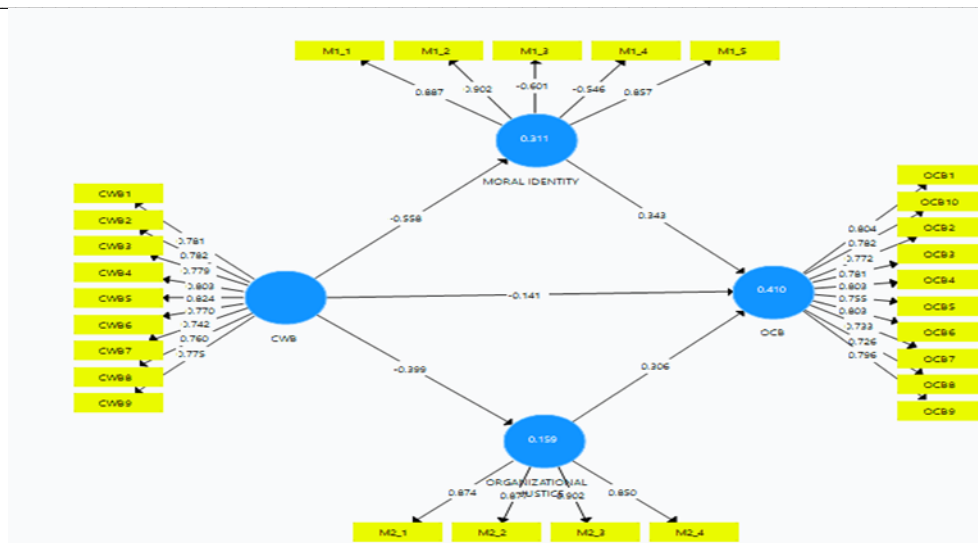 M1_1 M1_2 M1_3 M1_4 M1_5
0.887 0.902 -0.601 -0.546 0.857
0.311
MORAL IDENTITY
CWB1
CWB2
CWB3
CWB4
CWB5
CWB6
CWB7
CWB8
CWB9
0.781
0.782
0.779
0.803
0.824
0.770
0.742
0.760
0.775
CWB
-0.558
0.343
-0.141
-0.399
0.306
0.410
OCB
0.804
0.782
0.772
0.781
0.803
0.755
0.803
0.733
0.726
0.796
OCB1
OCB10
OCB2
OCB3
OCB4
OCB5
OCB6
OCB7
OCB8
OCB9
0.159
ORGANIZATIONAL
JUSTICE
0.874 0.902 0.850
M2_1 M2_2 M2_3 M2_4